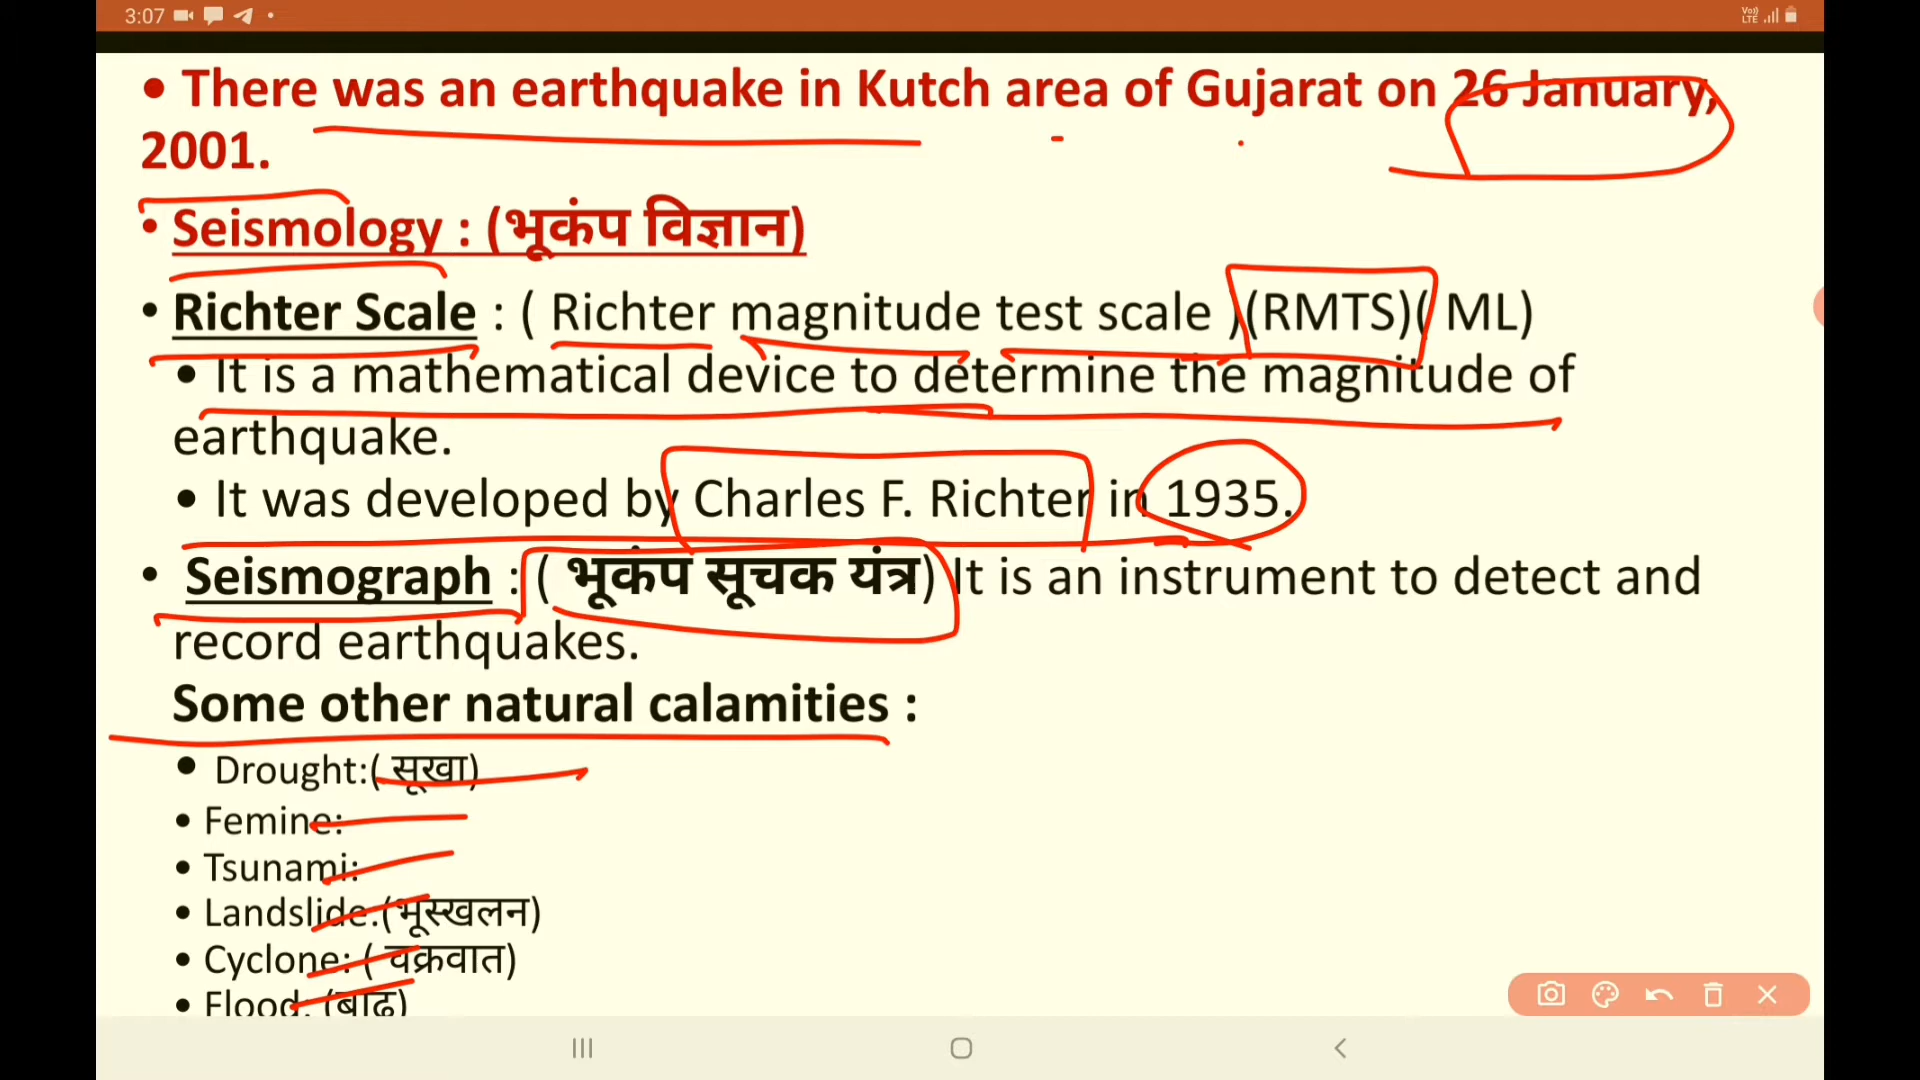 3:07
Vo)) LTE
• There was an earthquake in Kutch area of Gujarat on 26 January,
2001.
• Seismology : (भूकंप विज्ञान)
• Richter Scale : ( Richter magnitude test scale )(RMTS)( ML)
• It is a mathematical device to determine the magnitude of
earthquake.
• It was developed by Charles F. Richter in 1935.
• Seismograph : ( भूकंप सूचक यंत्र) It is an instrument to detect and
record earthquakes.
Some other natural calamities :
• Drought:( सूखा)
• Femine:
• Tsunami:
• Landslide:(भूस्खलन)
• Cyclone: ( चक्रवात)
• Flood: (बाढ़)